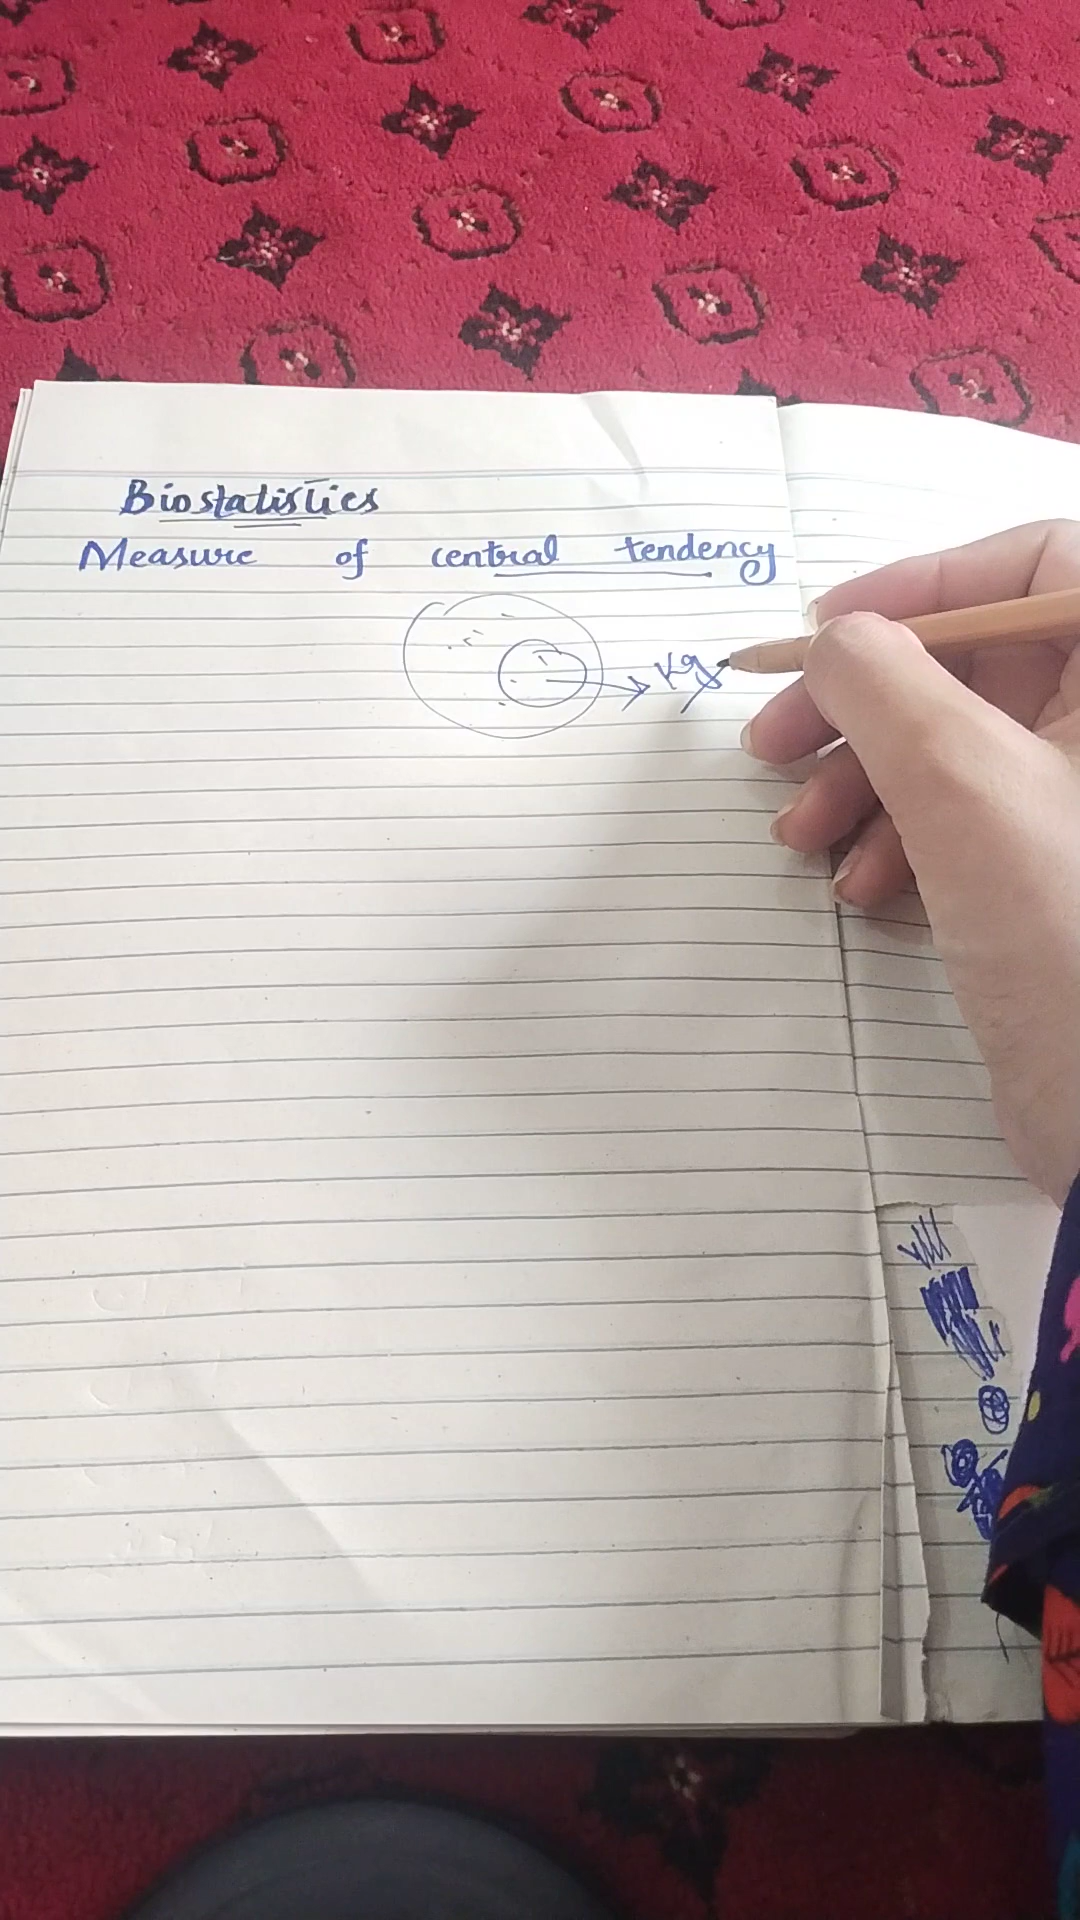 Biostatistics
Measure of central tendency
Kg